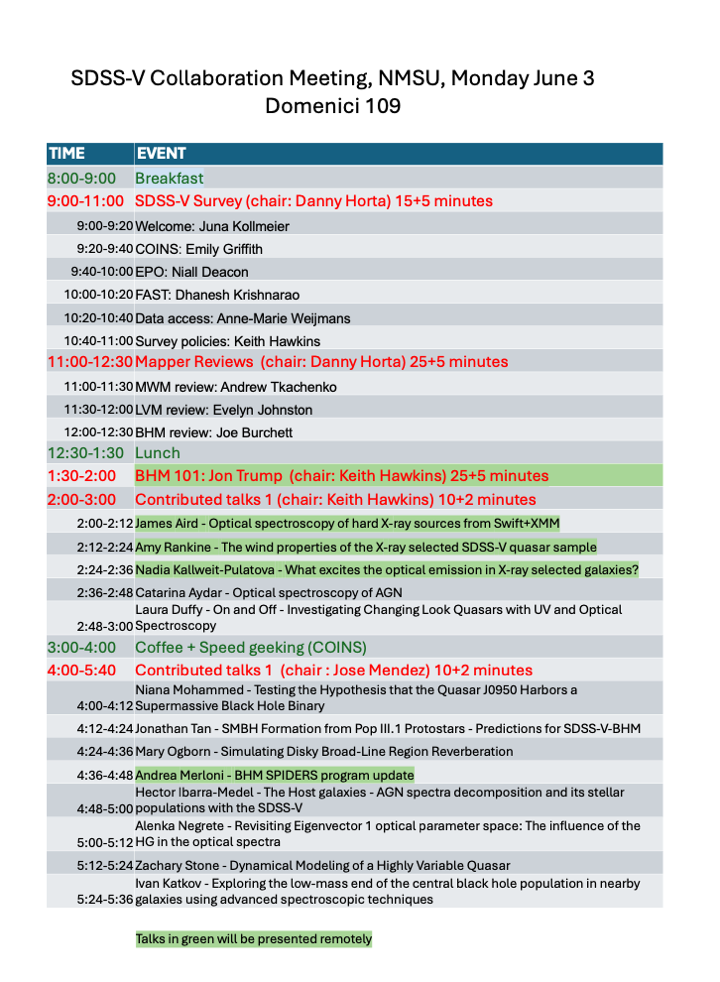 SDSS-V Collaboration Meeting, NMSU, Monday June 3
Domenici 109
TIME EVENT
8:00-9:00 Breakfast
9:00-11:00 SDSS-V Survey (chair: Danny Horta) 15+5 minutes
9:00-9:20 Welcome: Juna Kollmeier
9:20-9:40 COINS: Emily Griffith
9:40-10:00 EPO: Niall Deacon
10:00-10:20 FAST: Dhanesh Krishnarao
10:20-10:40 Data access: Anne-Marie Weijmans
10:40-11:00 Survey policies: Keith Hawkins
11:00-12:30 Mapper Reviews (chair: Danny Horta) 25+5 minutes
11:00-11:30 MWM review: Andrew Tkachenko
11:30-12:00 LVM review: Evelyn Johnston
12:00-12:30 BHM review: Joe Burchett
12:30-1:30 Lunch
1:30-2:00 BHM 101: Jon Trump (chair: Keith Hawkins) 25+5 minutes
2:00-3:00 Contributed talks 1 (chair: Keith Hawkins) 10+2 minutes
2:00-2:12 James Aird - Optical spectroscopy of hard X-ray sources from Swift+XMM
2:12-2:24 Amy Rankine - The wind properties of the X-ray selected SDSS-V quasar sample
2:24-2:36 Nadia Kallweit-Pulatova - What excites the optical emission in X-ray selected galaxies?
2:36-2:48 Catarina Aydar - Optical spectroscopy of AGN
Laura Duffy - On and Off - Investigating Changing Look Quasars with UV and Optical
2:48-3:00 Spectroscopy
3:00-4:00 Coffee + Speed geeking (COINS)
4:00-5:40 Contributed talks 1 (chair : Jose Mendez) 10+2 minutes
Niana Mohammed - Testing the Hypothesis that the Quasar J0950 Harbors a
4:00-4:12 Supermassive Black Hole Binary
4:12-4:24 Jonathan Tan - SMBH Formation from Pop III.1 Protostars - Predictions for SDSS-V-BHM
4:24-4:36 Mary Ogborn - Simulating Disky Broad-Line Region Reverberation
4:36-4:48 Andrea Merloni - BHM SPIDERS program update
Hector Ibarra-Medel - The Host galaxies - AGN spectra decomposition and its stellar
4:48-5:00 populations with the SDSS-V
Alenka Negrete - Revisiting Eigenvector 1 optical parameter space: The influence of the
5:00-5:12 HG in the optical spectra
5:12-5:24 Zachary Stone - Dynamical Modeling of a Highly Variable Quasar
Ivan Katkov - Exploring the low-mass end of the central black hole population in nearby
5:24-5:36 galaxies using advanced spectroscopic techniques
Talks in green will be presented remotely